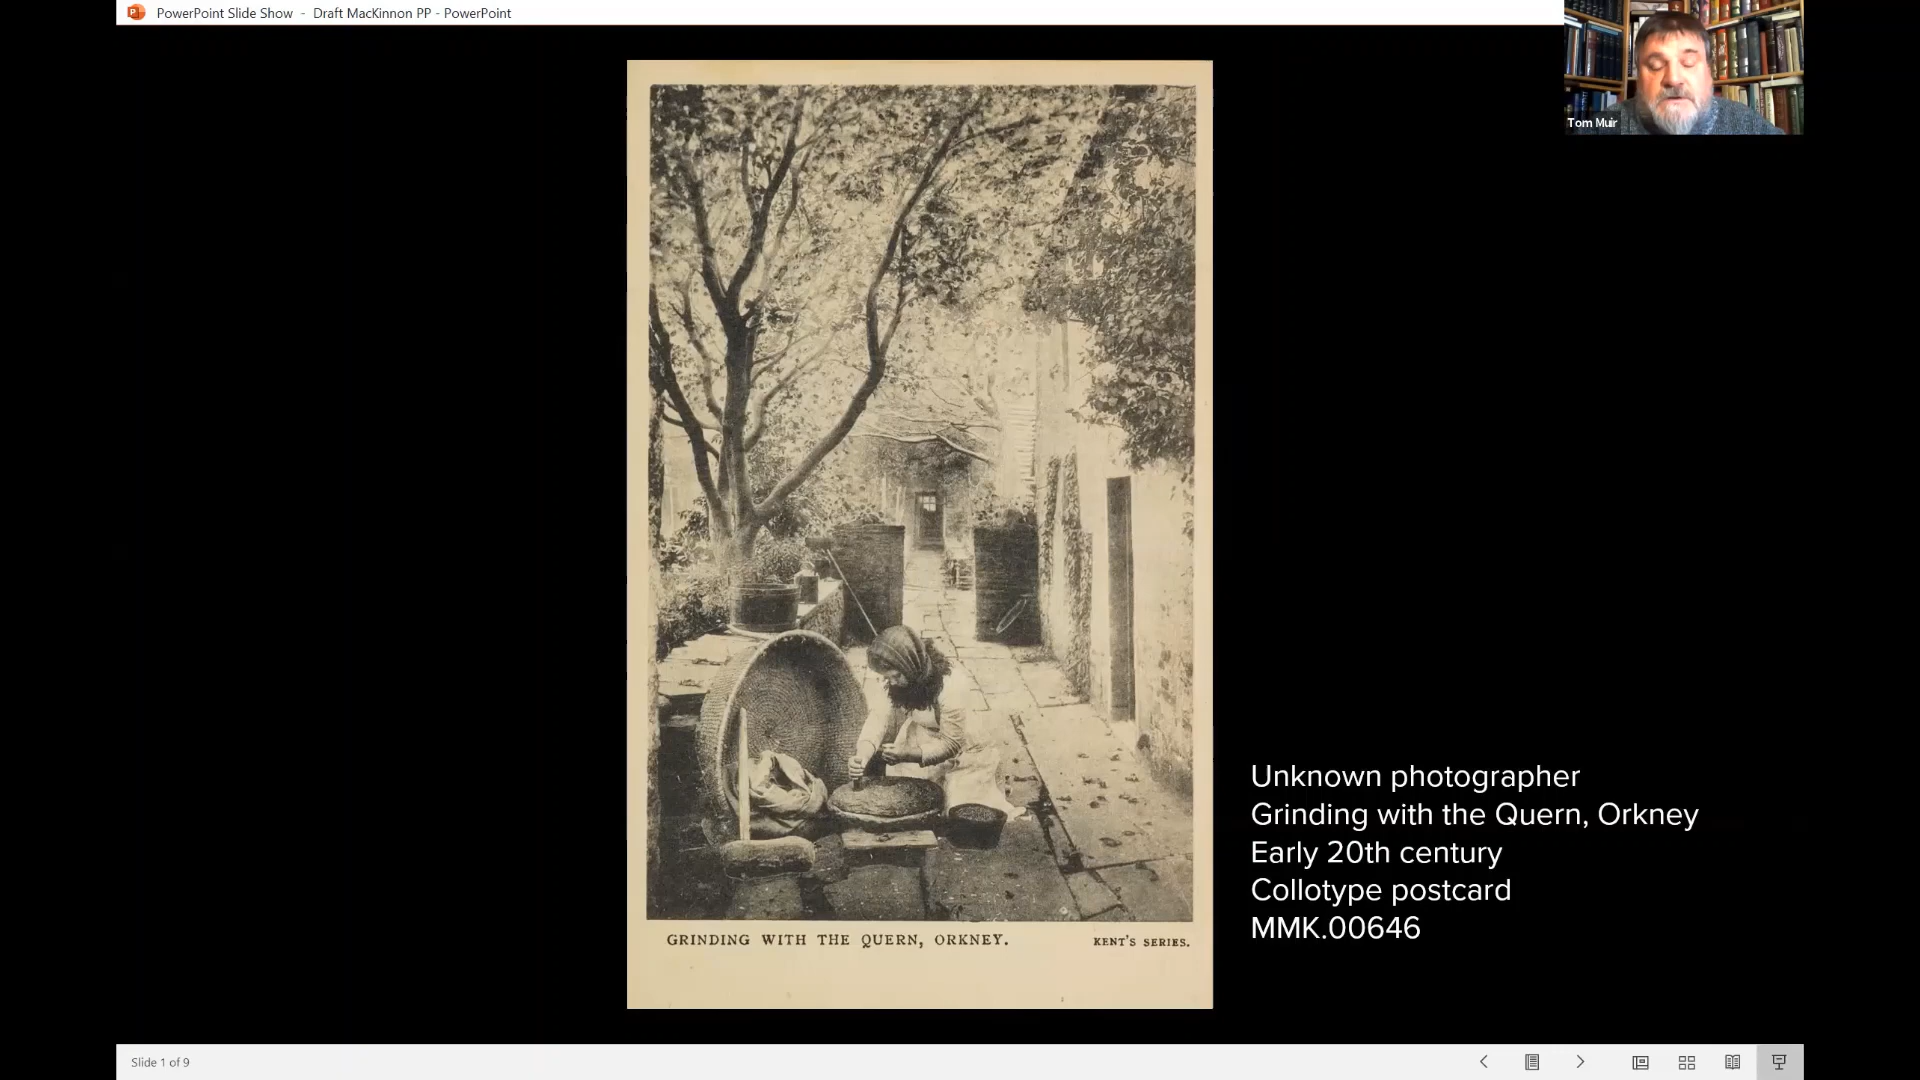 PowerPoint Slide Show - Draft MacKinnon PP - PowerPoint
Tom Muir
Unknown photographer
Grinding with the Quern, Orkney
Early 20th century
Collotype postcard
MMK.00646
GRINDING WITH THE QUERN, ORKNEY.
KENT'S SERIES.
Slide 1 of 9